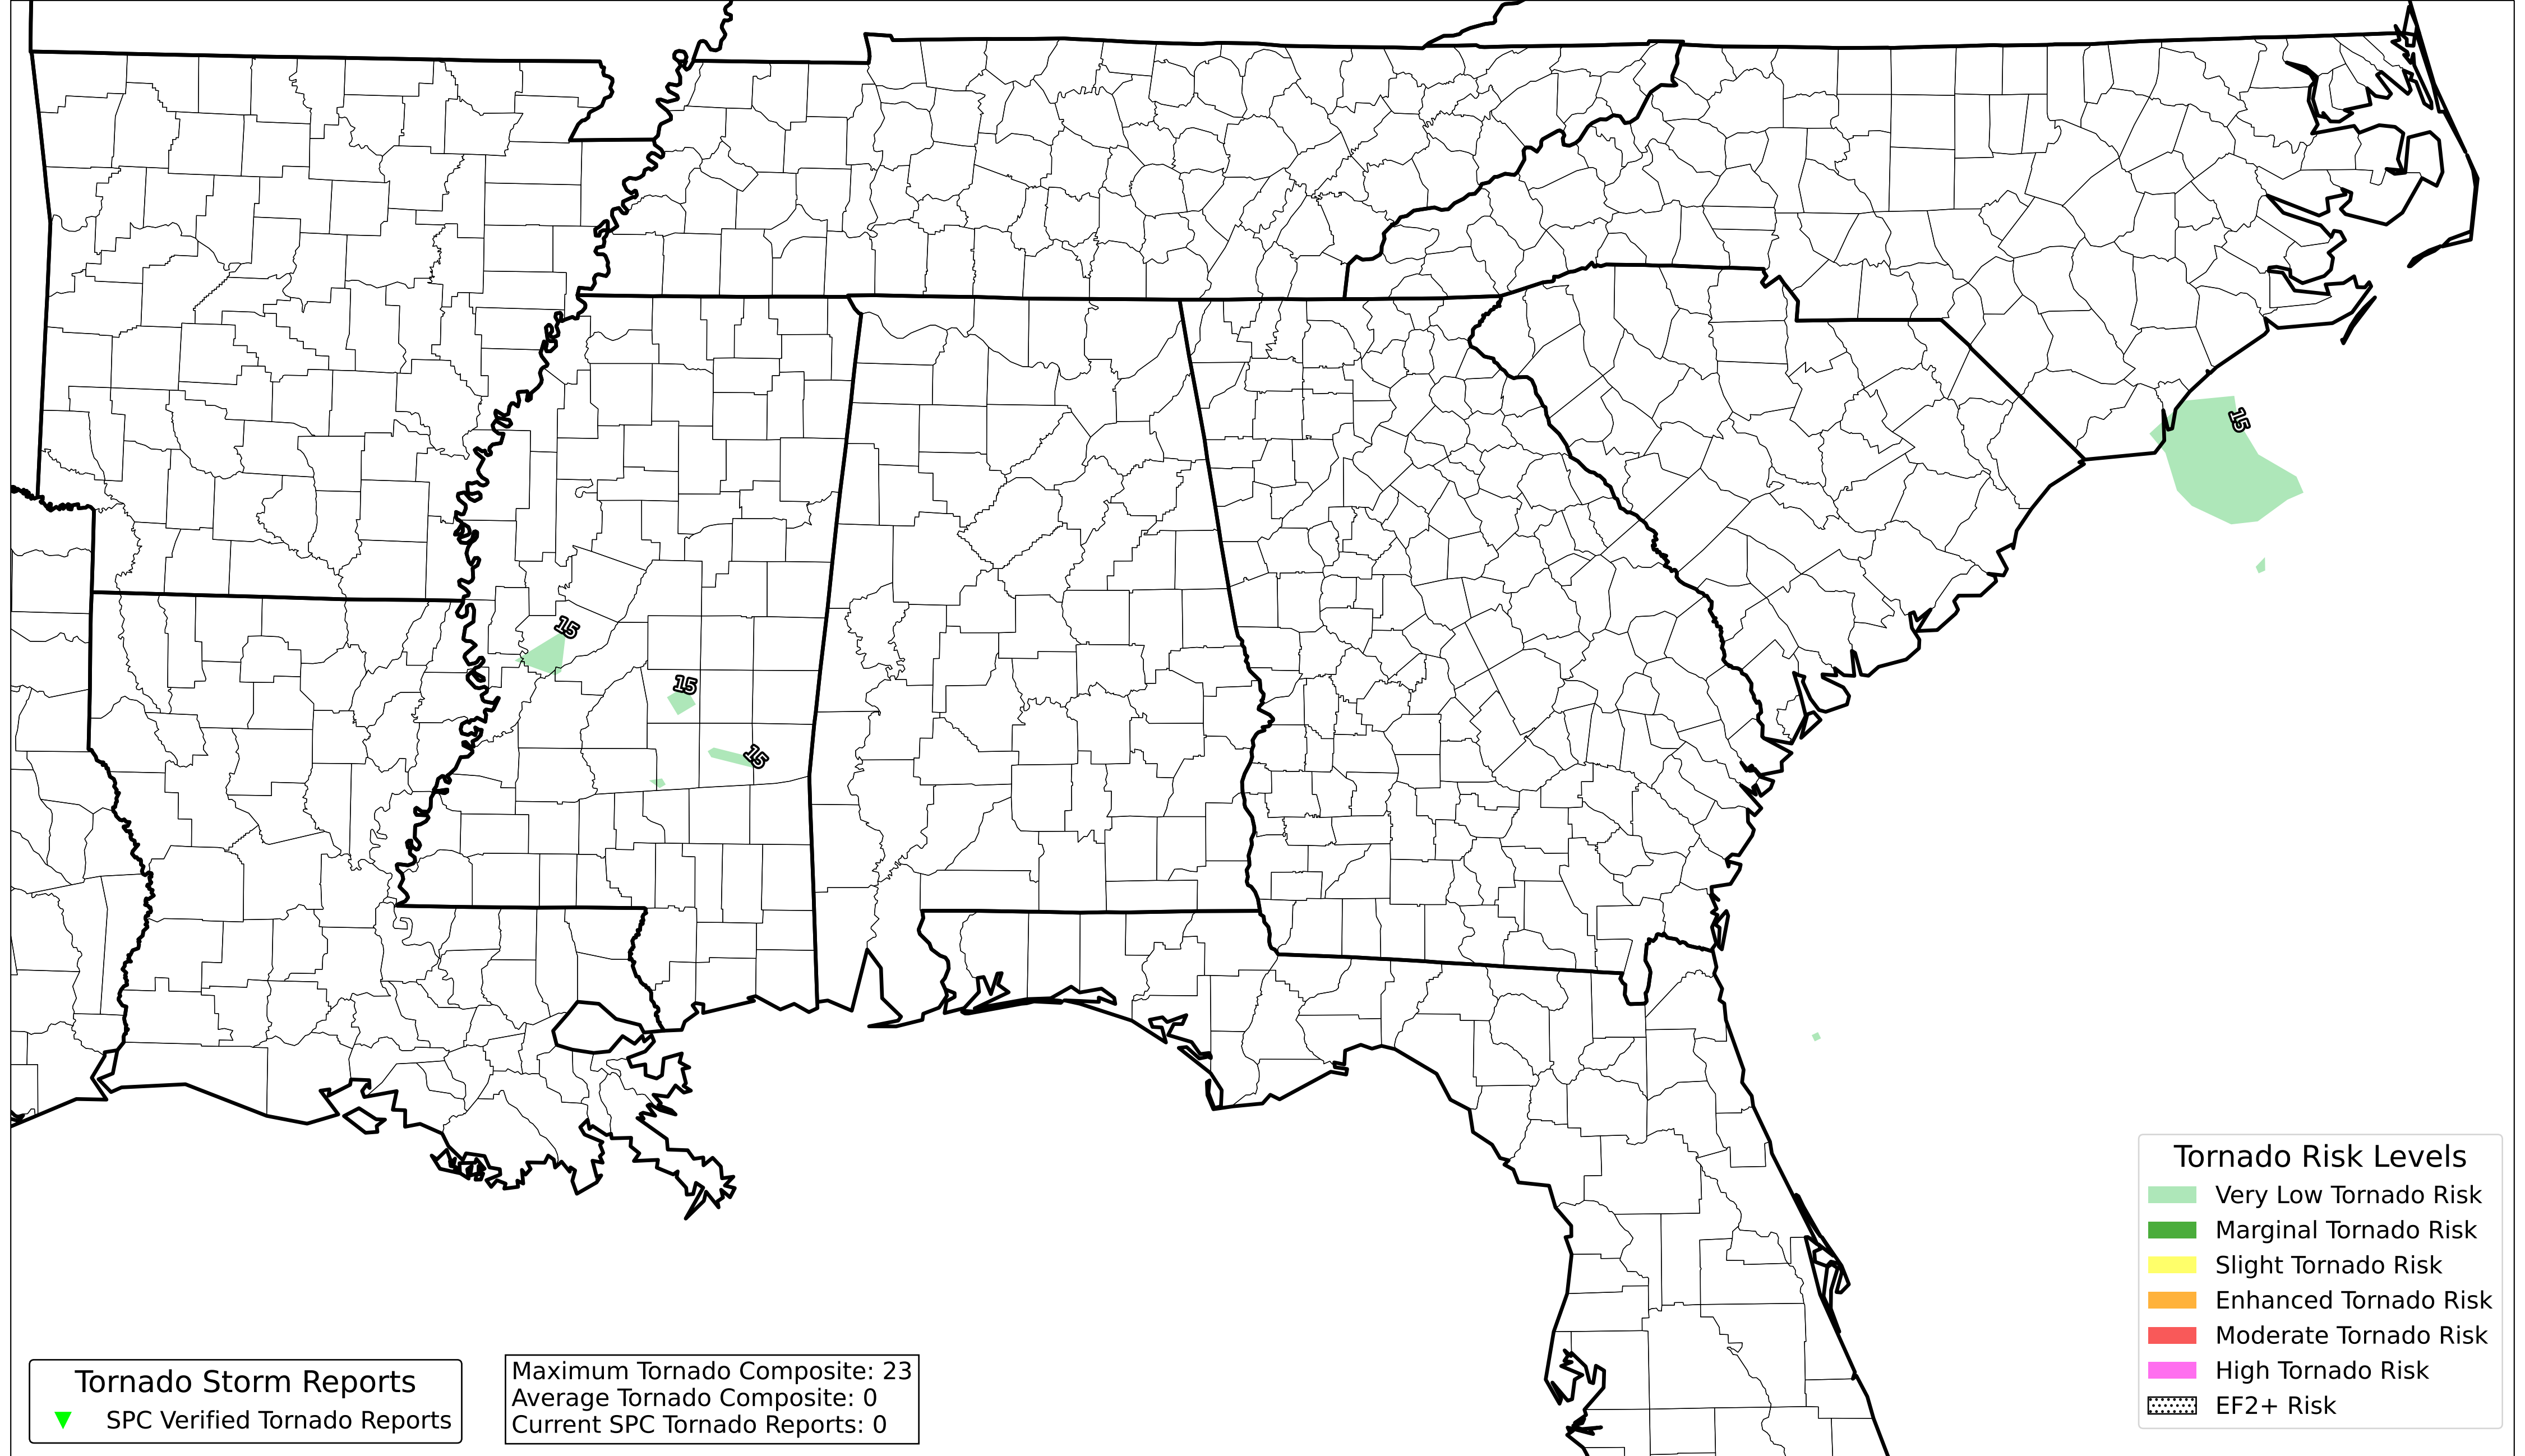 15
15
15
15
Tornado Risk Levels
Very Low Tornado Risk
Marginal Tornado Risk
Slight Tornado Risk
Enhanced Tornado Risk
Moderate Tornado Risk
High Tornado Risk
EF2+ Risk
Tornado Storm Reports
SPC Verified Tornado Reports
Maximum Tornado Composite: 23
Average Tornado Composite: 0
Current SPC Tornado Reports: 0